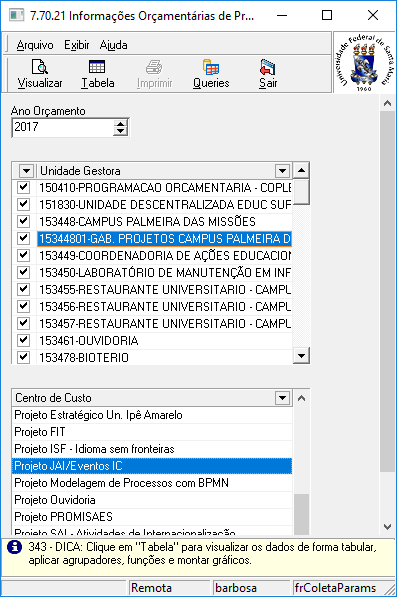 7.70.21 Informações Orçamentárias de Pr...
Arquivo Exibir Ajuda
Visualizar Tabela Imprimir Queries Sair
Universidade Federal de Santa Maria
1960
Ano Orçamento
2017
Unidade Gestora
150410-PROGRAMACAO ORCAMENTARIA - COPLE
151830-UNIDADE DESCENTRALIZADA EDUC SUF
153448-CAMPUS PALMEIRA DAS MISSÕES
15344801-GAB. PROJETOS CAMPUS PALMEIRA D
153449-COORDENADORIA DE AÇÕES EDUCACION
153450-LABORATÓRIO DE MANUTENÇÃO EM INF
153455-RESTAURANTE UNIVERSITARIO - CAMPU
153456-RESTAURANTE UNIVERSITARIO - CAMPU
153457-RESTAURANTE UNIVERSITARIO - CAMPU
153461-OUVIDORIA
153478-BIOTERIO
Centro de Custo
Projeto Estratégico Un. Ipê Amarelo
Projeto FIT
Projeto ISF - Idioma sem fronteiras
Projeto JAI/Eventos IC
Projeto Modelagem de Processos com BPMN
Projeto Ouvidoria
Projeto PROMISAES
Projeto SAI - Atividades de Internacionalização
343 - DICA: Clique em "Tabela" para visualizar os dados de forma tabular,
aplicar agrupadores, funções e montar gráficos.
Remota barbosa frColetaParams